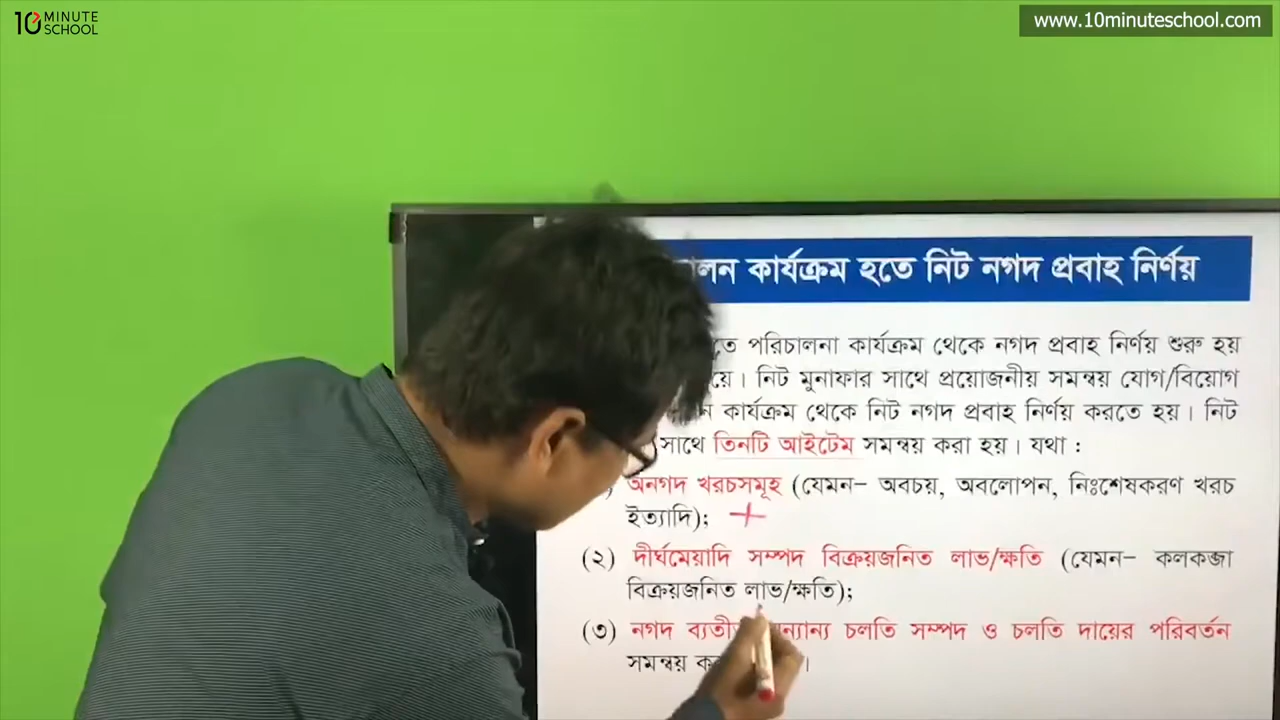 10 MINUTE SCHOOL
www.10minuteschool.com
কার্যক্রম হতে নিট নগদ প্রবাহ নির্ণয়
পরিচালনা কার্যক্রম থেকে নগদ প্রবাহ নির্ণয় শুরু হয়
নিট মুনাফার সাথে প্রয়োজনীয় সমন্বয় যোগ/বিয়োগ
কার্যক্রম থেকে নিট নগদ প্রবাহ নির্ণয় করতে হয়। নিট
সাথে তিনটি আইটেম সমন্বয় করা হয়। যথা :
অনগদ খরচসমূহ (যেমন- অবচয়, অবলোপন, নিঃশেষকরণ খরচ
ইত্যাদি); +
(২) দীর্ঘমেয়াদি সম্পদ বিক্রয়জনিত লাভ/ক্ষতি (যেমন- কলকব্জা
বিক্রয়জনিত লাভ/ক্ষতি);
(৩) নগদ ব্যতীত অন্যান্য চলতি সম্পদ ও চলতি দায়ের পরিবর্তন
সমন্বয়